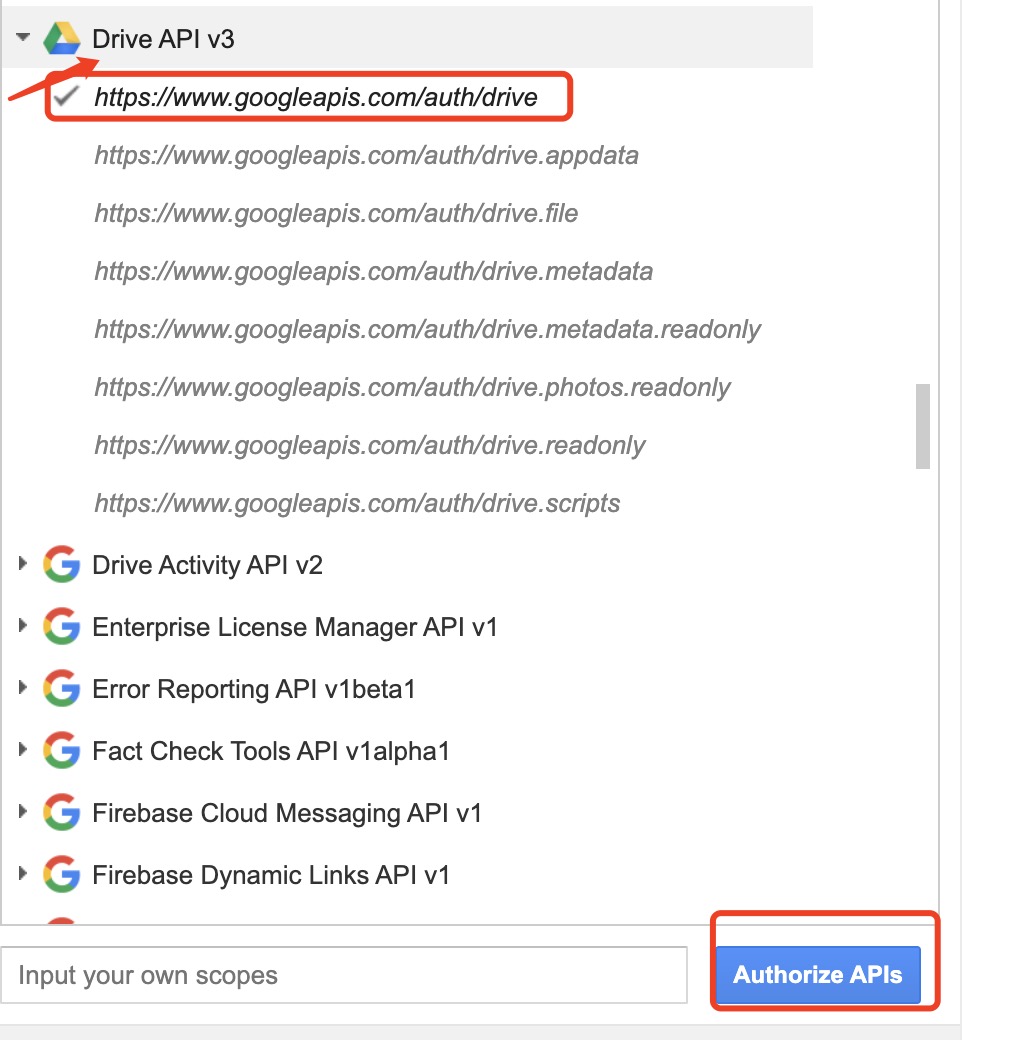 Drive API v3
https://www.googleapis.com/auth/drive
https://www.googleapis.com/auth/drive.appdata
https://www.googleapis.com/auth/drive.file
https://www.googleapis.com/auth/drive.metadata
https://www.googleapis.com/auth/drive.metadata.readonly
https://www.googleapis.com/auth/drive.photos.readonly
https://www.googleapis.com/auth/drive.readonly
https://www.googleapis.com/auth/drive.scripts
Drive Activity API v2
Enterprise License Manager API v1
Error Reporting API v1beta1
Fact Check Tools API v1alpha1
Firebase Cloud Messaging API v1
Firebase Dynamic Links API v1
Input your own scopes
Authorize APIs